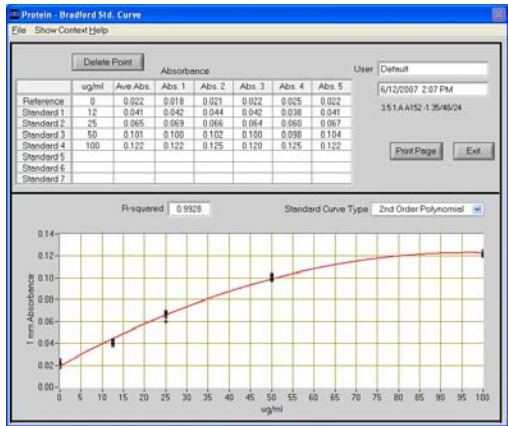 Protein - Bradford Std. Curve
File Show Context Help
Delete Point
Absorbance
User Default
6/12/2007 2:07 PM
3.5.1.A A152 -1.35/48/24
Print Page Exit
ug/ml Ave Abs. Abs. 1 Abs. 2 Abs. 3 Abs. 4 Abs. 5
Reference 0 0.022 0.018 0.021 0.022 0.025 0.022
Standard 1 12 0.041 0.042 0.044 0.042 0.038 0.041
Standard 2 25 0.065 0.069 0.066 0.064 0.060 0.067
Standard 3 50 0.101 0.100 0.102 0.100 0.098 0.104
Standard 4 100 0.122 0.122 0.125 0.120 0.125 0.122
Standard 5
Standard 6
Standard 7
R-squared 0.9928 Standard Curve Type 2nd Order Polynomial
1 mm Absorbance
0.14
0.12
0.10
0.08
0.06
0.04
0.02
0.00
0 5 10 15 20 25 30 35 40 45 50 55 60 65 70 75 80 85 90 95 100
ug/ml